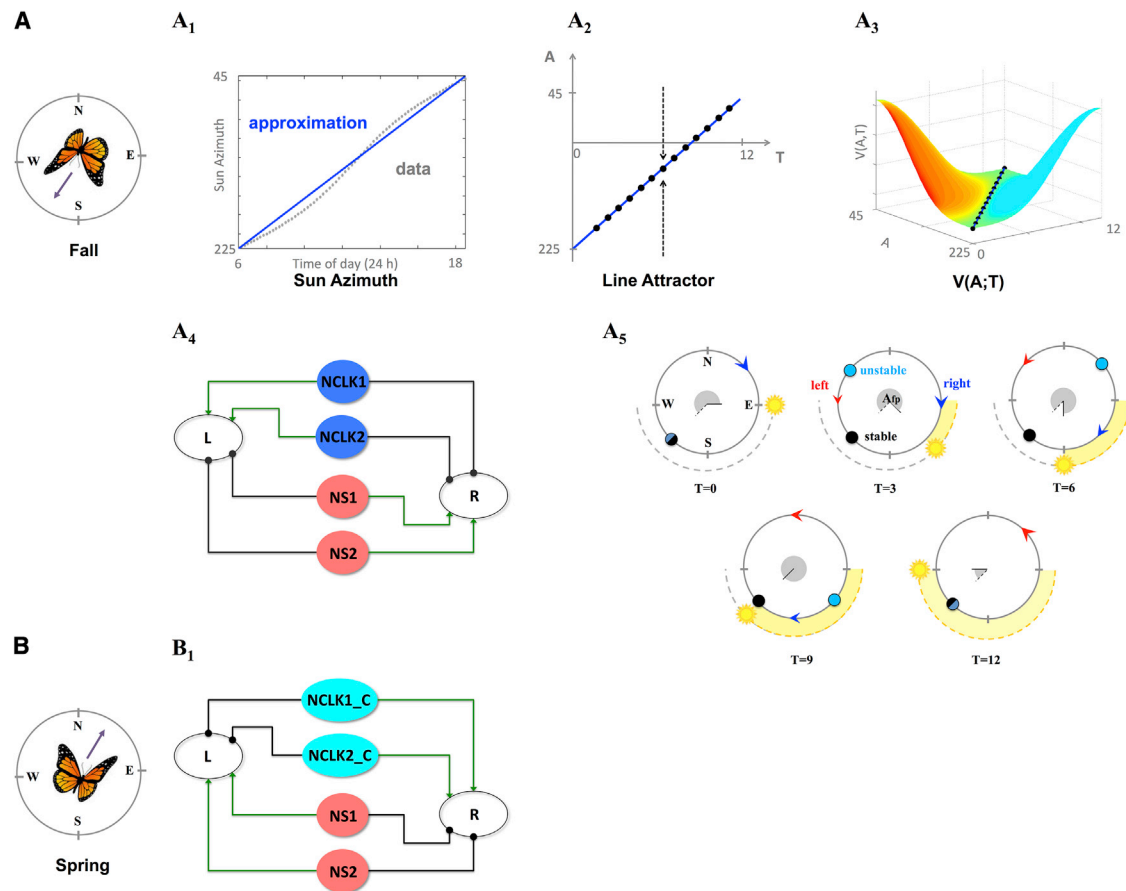 A
N
W
E
S
Fall
A1
45
Sun Azimuth
225
approximation
data
6
Time of day (24 h)
18
Sun Azimuth
A2
A
45
12
T
225
Line Attractor
A3
V(A,T)
45
A
225
0
12
V(A;T)
A4
NCLK1
NCLK2
L
NS1
R
NS2
A5
N
W
E
S
T=0
left
unstable
right
Afp
stable
T=3
T=6
T=9
T=12
B
N
W
E
S
Spring
B1
NCLK1_C
NCLK2_C
L
NS1
R
NS2